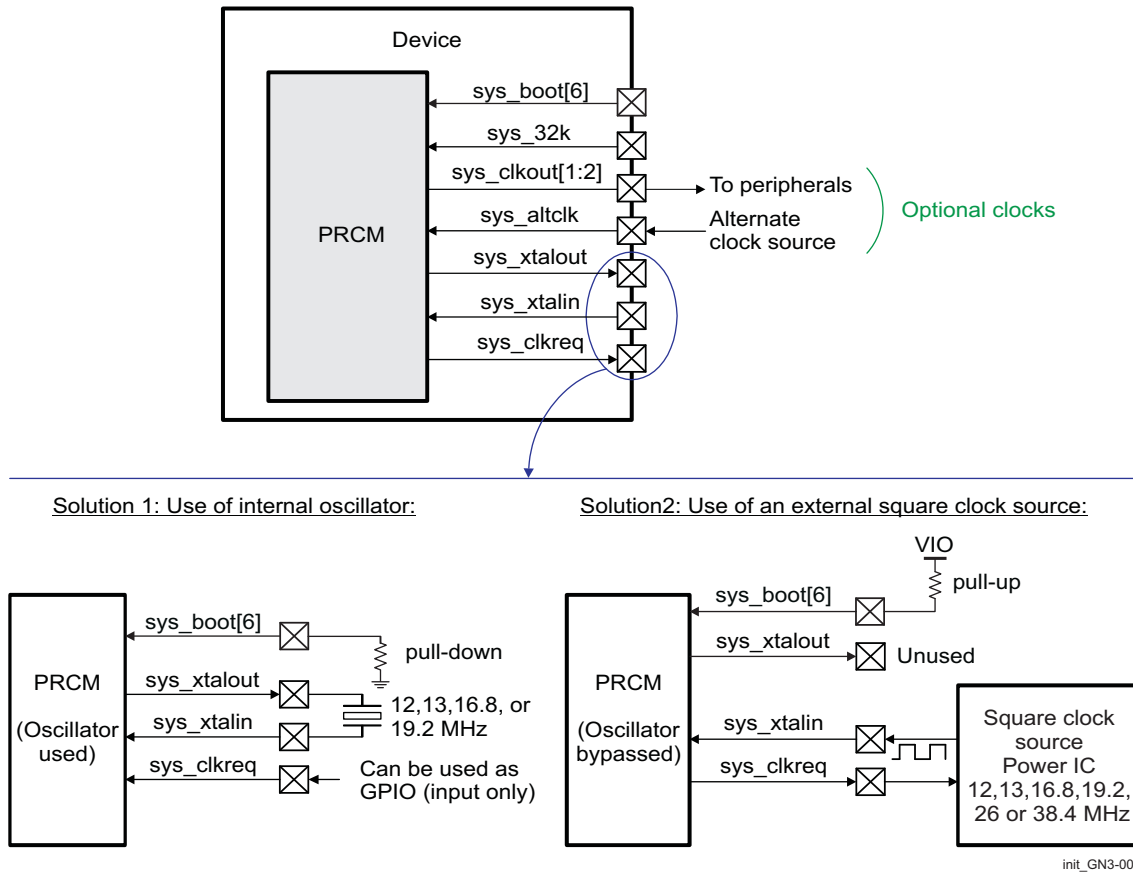 Device
PRCM
sys_boot[6]
sys_32k
sys_clkout[1:2]
sys_altclk
sys_xtalout
sys_xtalin
sys_clkreq
To peripherals
Alternate
clock source
Optional clocks
Solution 1: Use of internal oscillator:
PRCM
(Oscillator
used)
sys_boot[6]
sys_xtalout
sys_xtalin
sys_clkreq
pull-down
12,13,16.8, or
19.2 MHz
Can be used as
GPIO (input only)
Solution2: Use of an external square clock source:
VIO
pull-up
PRCM
(Oscillator
bypassed)
sys_boot[6]
sys_xtalout
Unused
sys_xtalin
sys_clkreq
Square clock
source
Power IC
12,13,16.8,19.2,
26 or 38.4 MHz
init_GN3-00